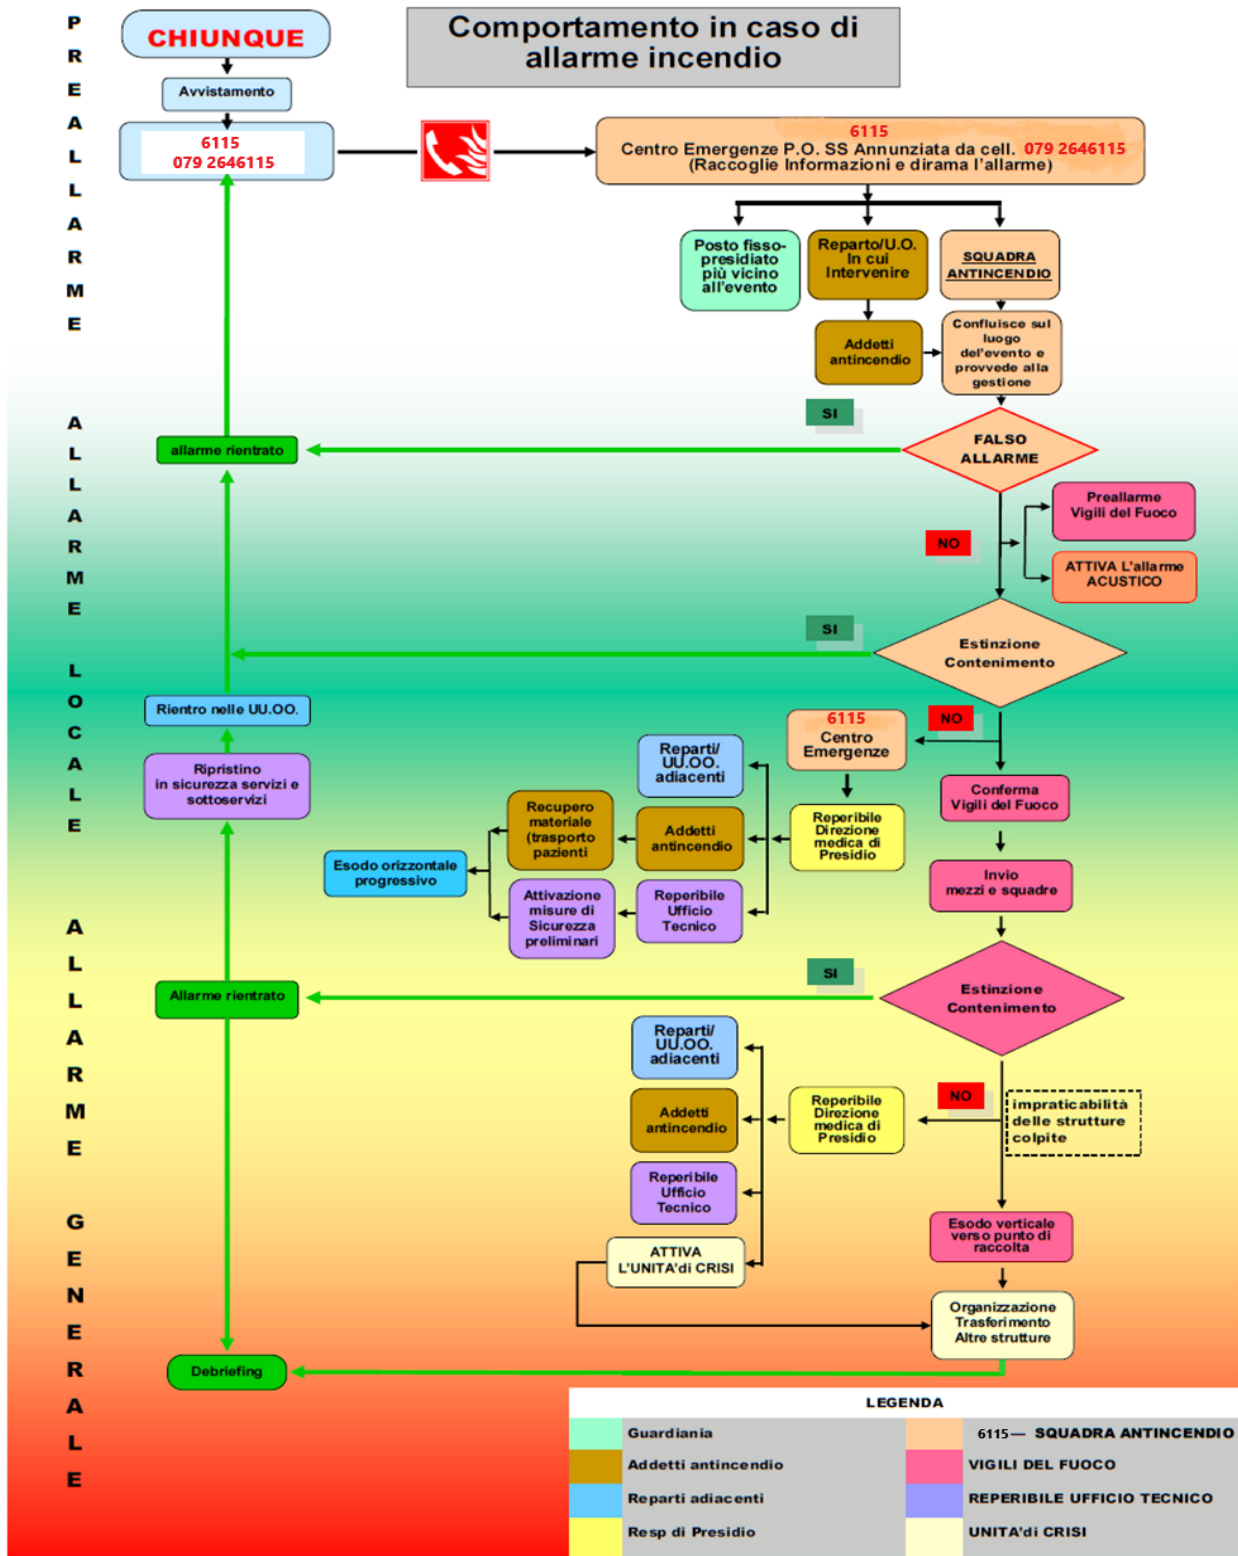 PREALLARME
ALLARME LOCALE
ALLARME GENERALE
Comportamento in caso di
allarme incendio
CHIUNQUE
Avvistamento
6115
079 2646115
6115
Centro Emergenze P.O. SS Annunziata da cell. 079 2646115
(Raccoglie Informazioni e dirama l'allarme)
Posto fisso-
presidiato
più vicino
all'evento
Reparto/U.O.
In cui
Intervenire
SQUADRA
ANTINCENDIO
Addetti
antincendio
Confluisce sul
luogo
del'evento e
provvede alla
gestione
SI
allarme rientrato
FALSO
ALLARME
Preallarme
Vigili del Fuoco
NO
ATTIVA L'allarme
ACUSTICO
SI
Estinzione
Contenimento
Rientro nelle UU.OO.
6115
Centro
Emergenze
NO
Reparti/
UU.OO.
adiacenti
Ripristino
in sicurezza servizi e
sottoservizi
Conferma
Vigili del Fuoco
Recupero
materiale
(trasporto
pazienti
Addetti
antincendio
Reperibile
Direzione
medica di
Presidio
Esodo orizzontale
progressivo
Invio
mezzi e squadre
Attivazione
misure di
Sicurezza
preliminari
Reperibile
Ufficio
Tecnico
SI
Allarme rientrato
Estinzione
Contenimento
Reparti/
UU.OO.
adiacenti
NO
impraticabilità
delle strutture
colpite
Addetti
antincendio
Reperibile
Direzione
medica di
Presidio
Reperibile
Ufficio
Tecnico
Esodo verticale
verso punto di
raccolta
ATTIVA
L'UNITA'di CRISI
Organizzazione
Trasferimento
Altre strutture
Debriefing
LEGENDA
Guardiania
6115— SQUADRA ANTINCENDIO
Addetti antincendio
VIGILI DEL FUOCO
Reparti adiacenti
REPERIBILE UFFICIO TECNICO
Resp di Presidio
UNITA'di CRISI